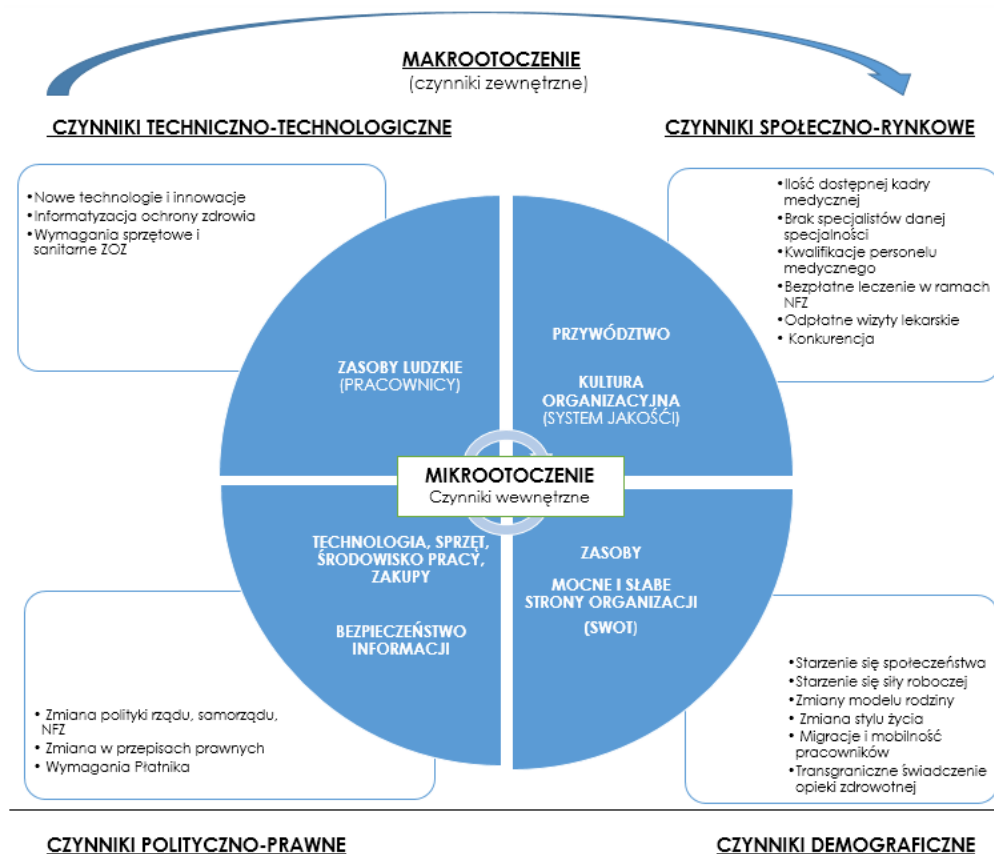 MAKROOTOCZENIE
(czynniki zewnętrzne)
CZYNNIKI TECHNICZNO-TECHNOLOGICZNE
CZYNNIKI SPOŁECZNO-RYNKOWE
•Nowe technologie i innowacje
•Informatyzacja ochrony zdrowia
•Wymagania sprzętowe i
sanitarne ZOZ
•Ilość dostępnej kadry
medycznej
•Brak specjalistów danej
specjalności
•Kwalifikacje personelu
medycznego
•Bezpłatne leczenie w ramach
NFZ
•Odpłatne wizyty lekarskie
• Konkurencja
ZASOBY LUDZKIE
(PRACOWNICY)
PRZYWÓDZTWO
KULTURA
ORGANIZACYJNA
(SYSTEM JAKOŚĆI)
MIKROOTOCZENIE
Czynniki wewnętrzne
TECHNOLOGIA, SPRZĘT,
ŚRODOWISKO PRACY,
ZAKUPY
BEZPIECZEŃSTWO
INFORMACJI
ZASOBY
MOCNE I SŁABE
STRONY ORGANIZACJI
(SWOT)
• Zmiana polityki rządu, samorządu,
NFZ
• Zmiana w przepisach prawnych
• Wymagania Płatnika
•Starzenie się społeczeństwa
•Starzenie się siły roboczej
•Zmiany modelu rodziny
• Zmiana stylu życia
• Migracje i mobilność
pracowników
•Transgraniczne świadczenie
opieki zdrowotnej
CZYNNIKI POLITYCZNO-PRAWNE
CZYNNIKI DEMOGRAFICZNE